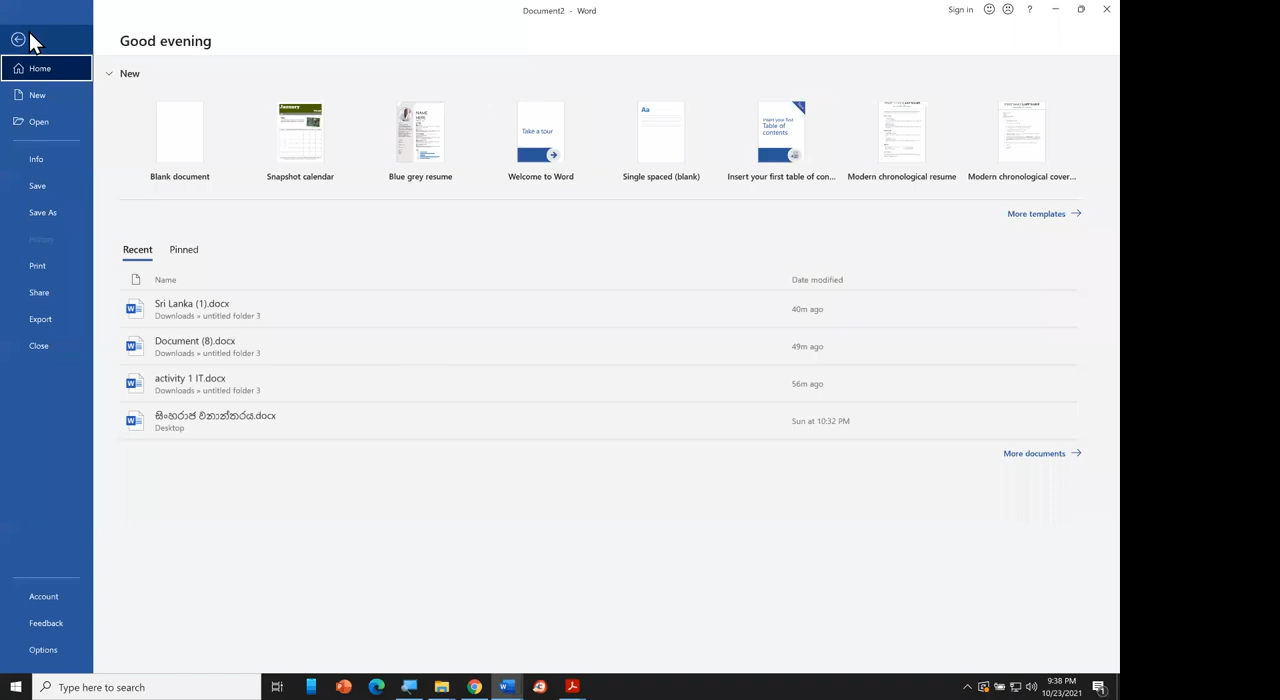 Document2 - Word
Sign in
?
Good evening
Home
New
New
Open
Info
Save
Save As
History
Print
Share
Export
Close
Account
Feedback
Options
January
NAME
HERE
Take a tour
Aa
Insert your first
Table of
contents
Blank document
Snapshot calendar
Blue grey resume
Welcome to Word
Single spaced (blank)
Insert your first table of con...
Modern chronological resume
Modern chronological cover...
More templates
Recent Pinned
Name Date modified
Sri Lanka (1).docx
Downloads » untitled folder 3
40m ago
Document (8).docx
Downloads » untitled folder 3
49m ago
activity 1 IT.docx
Downloads » untitled folder 3
56m ago
සිංහරාජ වනාන්තරය.docx
Desktop
Sun at 10:32 PM
More documents
Type here to search
9:38 PM
10/23/2021
1